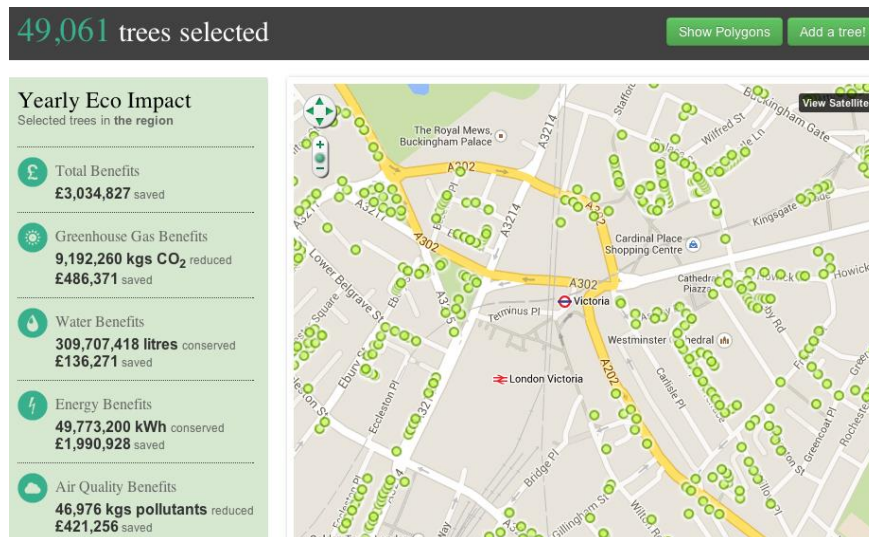 49,061 trees selected
Show Polygons
Add a tree!
Yearly Eco Impact
Selected trees in the region
£
Total Benefits
£3,034,827 saved
Greenhouse Gas Benefits
9,192,260 kgs CO2 reduced
£486,371 saved
Water Benefits
309,707,418 litres conserved
£136,271 saved
Energy Benefits
49,773,200 kWh conserved
£1,990,928 saved
Air Quality Benefits
46,976 kgs pollutants reduced
£421,256 saved
View Satellite
Buckingham Gate
The Royal Mews,
Buckingham Palace
A3214
Wilfred St
A202
A3214
A302
Kingsgate
Cardinal Place
Shopping Centre
Lower Belgrave St
A302
Howick
Howick
Victoria
Terminus Pl
Westminster
London Victoria
A202
Carlisle Pl
Ebury
Eccleston Pl
Greencoat Pl
Rochester
Bridge Pl
Gillingham St